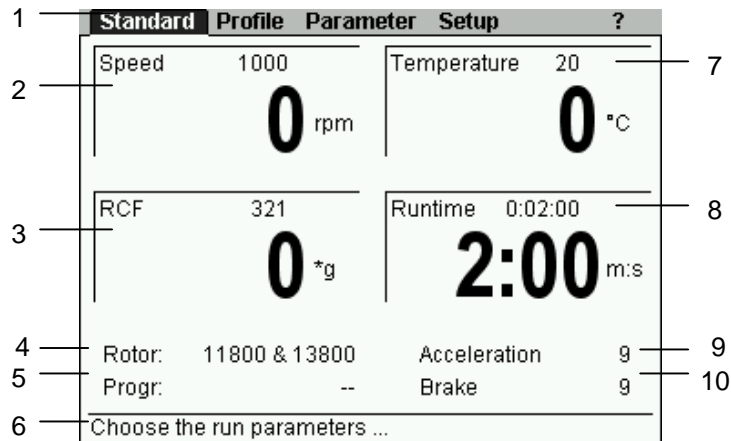 1 Standard Profile Parameter Setup ?
Speed 1000
2
0 rpm
Temperature 20 7
0 °C
RCF 321
3
0 *g
Runtime 0:02:00 8
2:00 m:s
4 Rotor: 11800 & 13800 Acceleration 9 9
5 Progr: -- Brake 9 10
6 Choose the run parameters ...